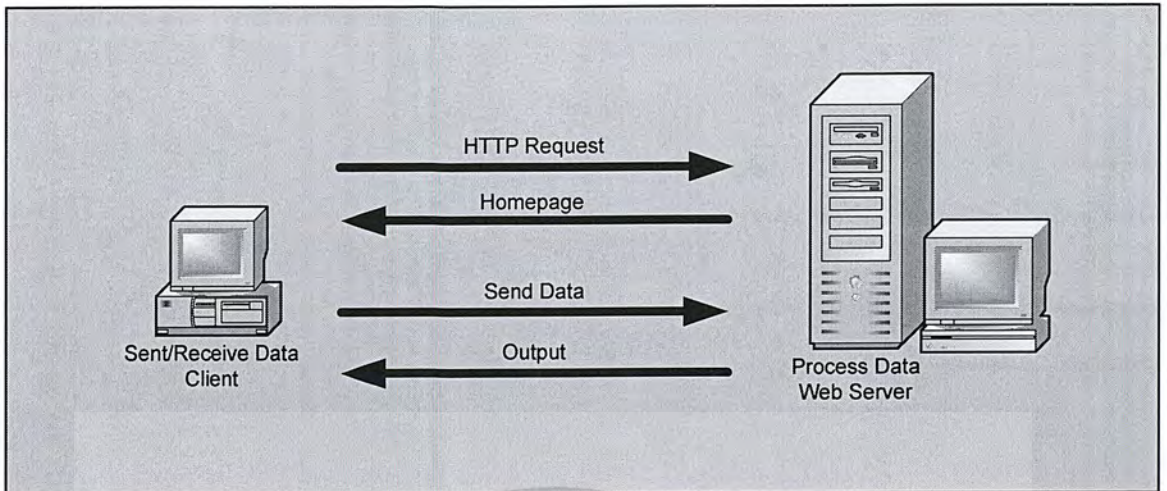 HTTP Request
Homepage
Send Data
Output
Sent/Receive Data
Client
Process Data
Web Server